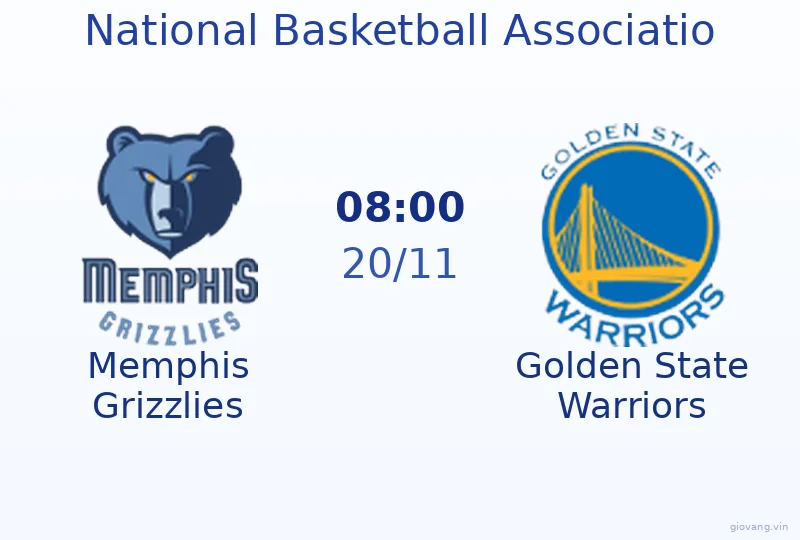 National Basketball Associatio
MEMPHIS
GRIZZLIES
Memphis
Grizzlies
08:00
20/11
GOLDEN STATE
WARRIORS
Golden State
Warriors
giovang.vin